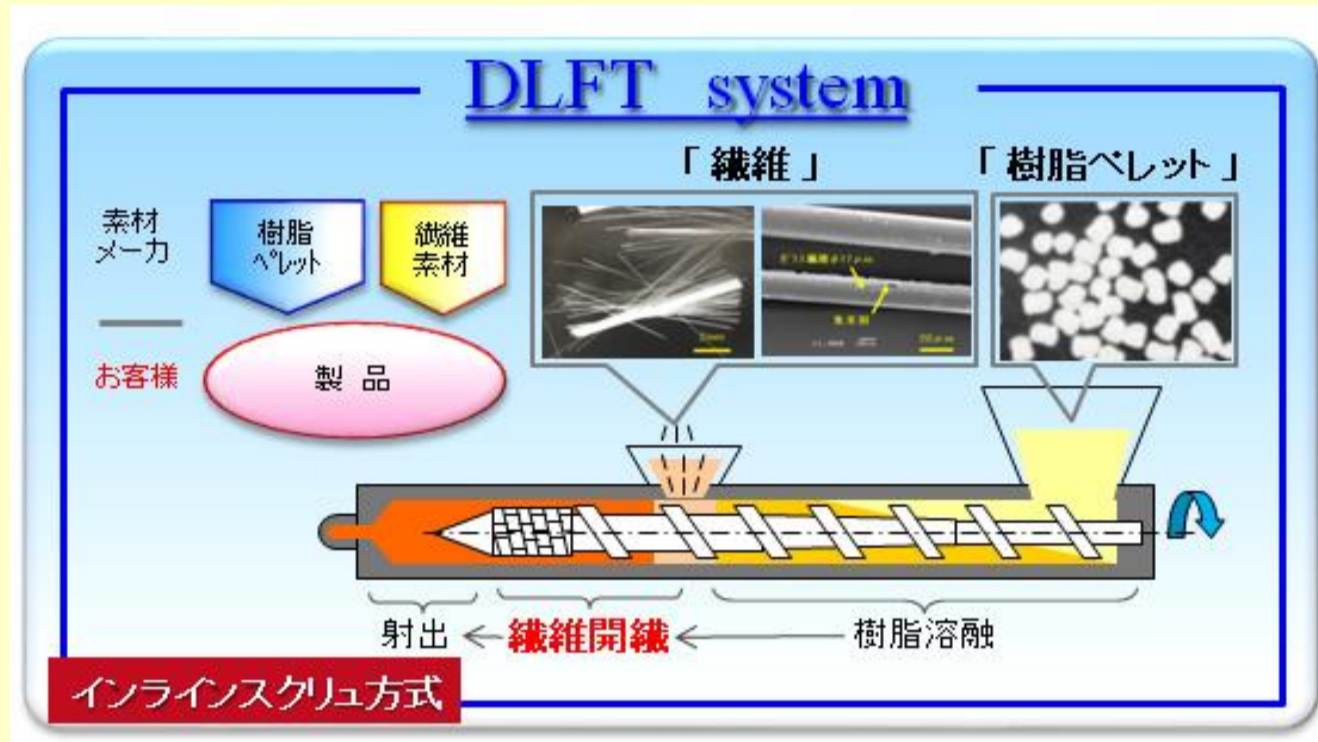 DLFT system
「 繊維 」
「 樹脂ペレット 」
素材
メーカ
樹脂
ペレット
繊維
素材
お客様
製 品
射出
繊維開繊
樹脂溶融
インラインスクリュ方式